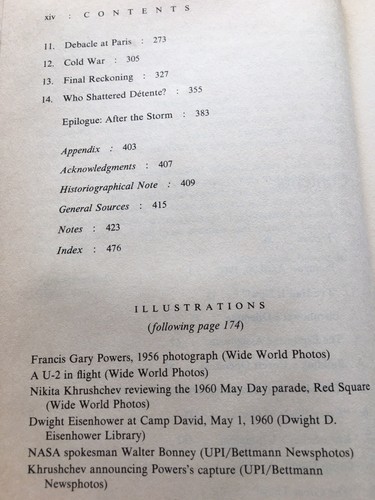 xiv : CONTENTS
11. Debacle at Paris : 273
12. Cold War : 305
13. Final Reckoning : 327
14. Who Shattered Détente? : 355
Epilogue: After the Storm : 383
Appendix : 403
Acknowledgments : 407
Historiographical Note : 409
General Sources : 415
Notes : 423
Index : 476
ILLUSTRATIONS
(following page 174)
Francis Gary Powers, 1956 photograph (Wide World Photos)
A U-2 in flight (Wide World Photos)
Nikita Khrushchev reviewing the 1960 May Day parade, Red Square
(Wide World Photos)
Dwight Eisenhower at Camp David, May 1, 1960 (Dwight D.
Eisenhower Library)
NASA spokesman Walter Bonney (UPI/Bettmann Newsphotos)
Khrushchev announcing Powers's capture (UPI/Bettmann
Newsphotos)